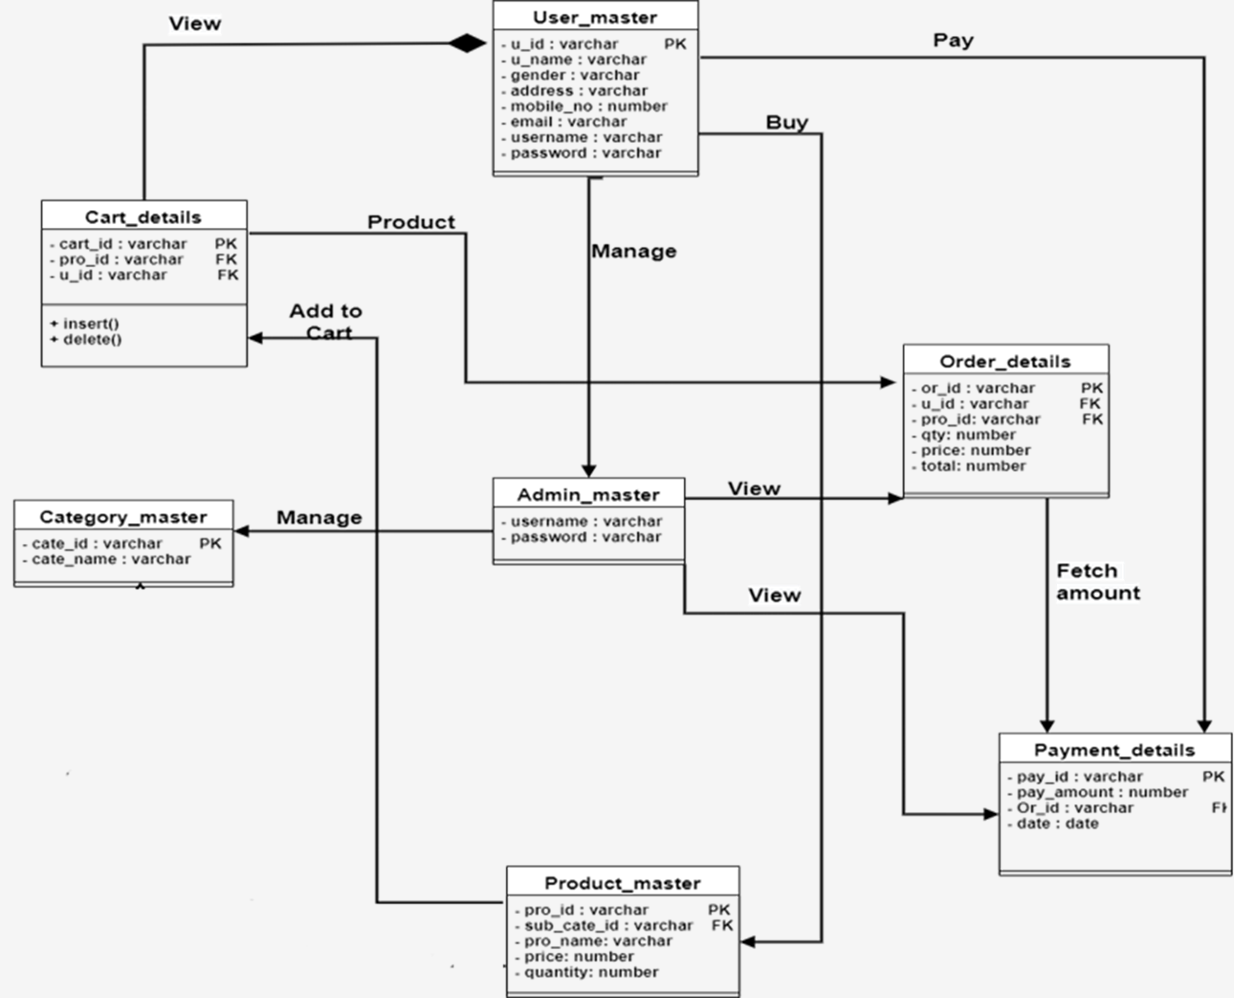 View
User_master
- u_id : varchar PK
- u_name : varchar
- gender : varchar
- address : varchar
- mobile_no : number
- email : varchar
- username : varchar
- password : varchar
Pay
Buy
Cart_details
- cart_id : varchar PK
- pro_id : varchar FK
- u_id : varchar FK
+ insert()
+ delete()
Product
Manage
Add to
Cart
Order_details
- or_id : varchar PK
- u_id : varchar FK
- pro_id: varchar FK
- qty: number
- price: number
- total: number
Category_master
- cate_id : varchar PK
- cate_name : varchar
Manage
Admin_master
- username : varchar
- password : varchar
View
View
Fetch
amount
Payment_details
- pay_id : varchar PK
- pay_amount : number
- Or_id : varchar
- date : date
Product_master
- pro_id : varchar PK
- sub_cate_id : varchar FK
- pro_name: varchar
- price: number
- quantity: number